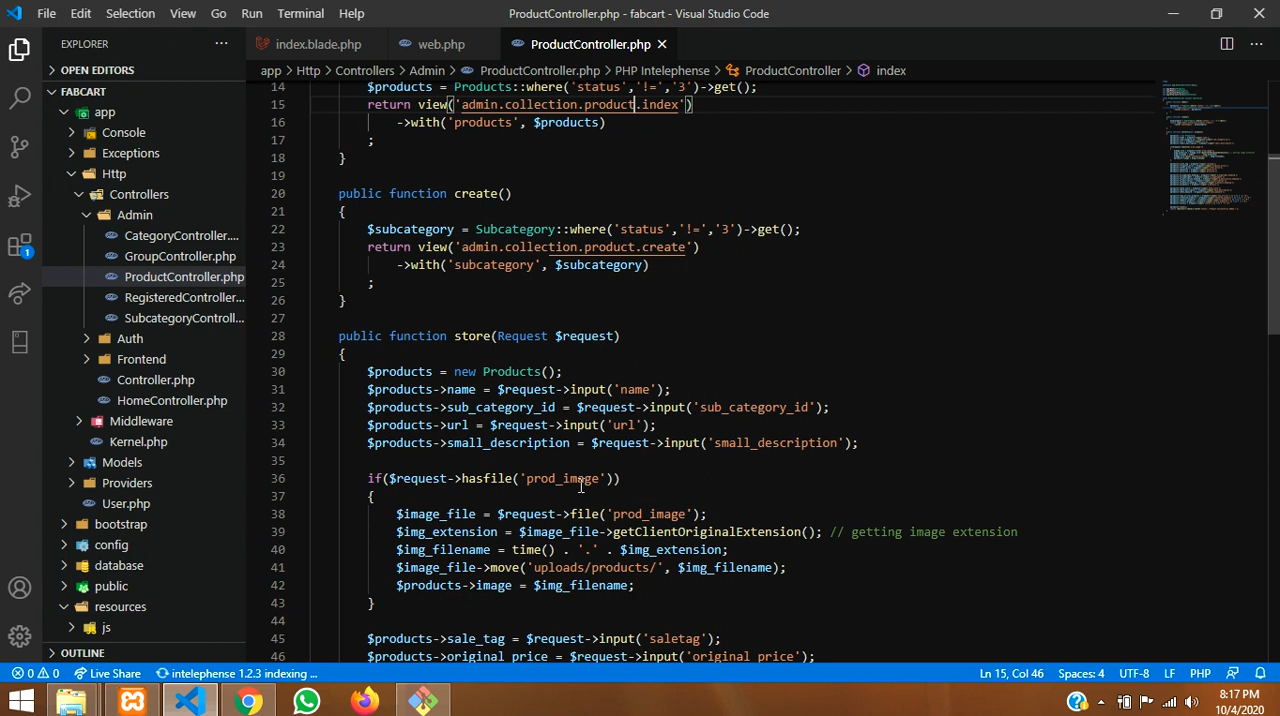 File Edit Selection View Go Run Terminal Help
ProductController.php - fabcart - Visual Studio Code
EXPLORER
index.blade.php
web.php
ProductController.php
OPEN EDITORS
app > Http > Controllers > Admin > ProductController.php > PHP Intelephense > ProductController > index
FABCART
app
Console
Exceptions
Http
Controllers
Admin
CategoryController....
GroupController.php
ProductController.php
RegisteredController...
SubcategoryControll...
Auth
Frontend
Controller.php
HomeController.php
Middleware
Kernel.php
Models
Providers
User.php
bootstrap
config
database
public
resources
js
OUTLINE
1
14 $products = Products::where('status','!=','3')->get();
15 return view('admin.collection.product.index')
16 ->with('products', $products)
17 ;
18 }
19
20 public function create()
21 {
22 $subcategory = Subcategory::where('status','!=','3')->get();
23 return view('admin.collection.product.create')
24 ->with('subcategory', $subcategory)
25 ;
26 }
27
28 public function store(Request $request)
29 {
30 $products = new Products();
31 $products->name = $request->input('name');
32 $products->sub_category_id = $request->input('sub_category_id');
33 $products->url = $request->input('url');
34 $products->small_description = $request->input('small_description');
35
36 if($request->hasfile('prod_image'))
37 {
38 $image_file = $request->file('prod_image');
39 $img_extension = $image_file->getClientOriginalExtension(); // getting image extension
40 $img_filename = time() . '.' . $img_extension;
41 $image_file->move('uploads/products/', $img_filename);
42 $products->image = $img_filename;
43 }
44
45 $products->sale_tag = $request->input('saletag');
46 $products->original_price = $request->input('original_price');
0 0 Live Share intelephense 1.2.3 indexing ... Ln 15, Col 46 Spaces: 4 UTF-8 LF PHP
8:17 PM
10/4/2020